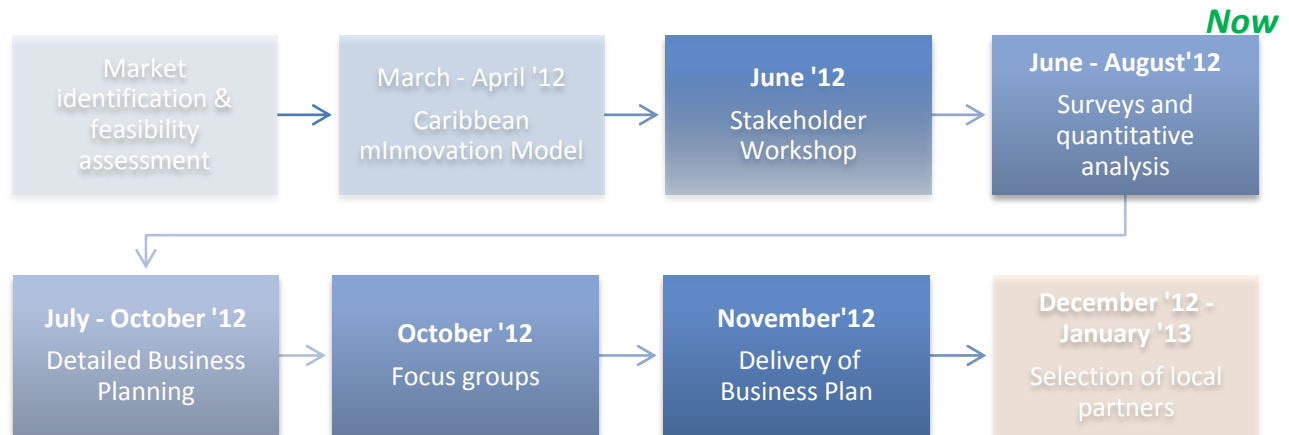 Now
Market
identification &
feasibility
assessment
March - April '12
Caribbean
mInnovation Model
June '12
Stakeholder
Workshop
June - August'12
Surveys and
quantitative
analysis
July - October '12
Detailed Business
Planning
October '12
Focus groups
November'12
Delivery of
Business Plan
December '12 -
January '13
Selection of local
partners